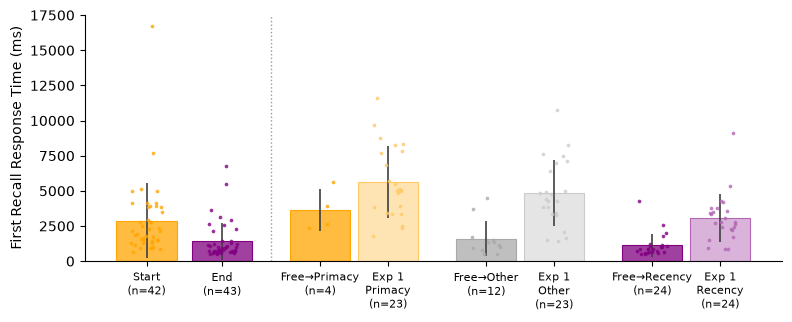 First Recall Response Time (ms)
17500
15000
12500
10000
7500
5000
2500
0
Start
(n=42)
End
(n=43)
Free→Primacy
(n=4)
Exp 1
Primacy
(n=23)
Free→Other
(n=12)
Exp 1
Other
(n=23)
Free→Recency
(n=24)
Exp 1
Recency
(n=24)